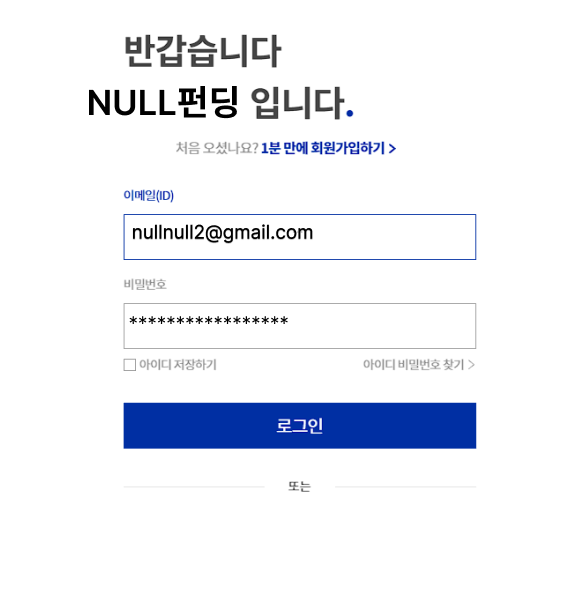 반갑습니다
NULL펀딩 입니다.
처음 오셨나요? 1분 만에 회원가입하기 >
이메일(ID)
nullnull2@gmail.com
비밀번호
*****************
아이디 저장하기 아이디 비밀번호 찾기 >
로그인
또는